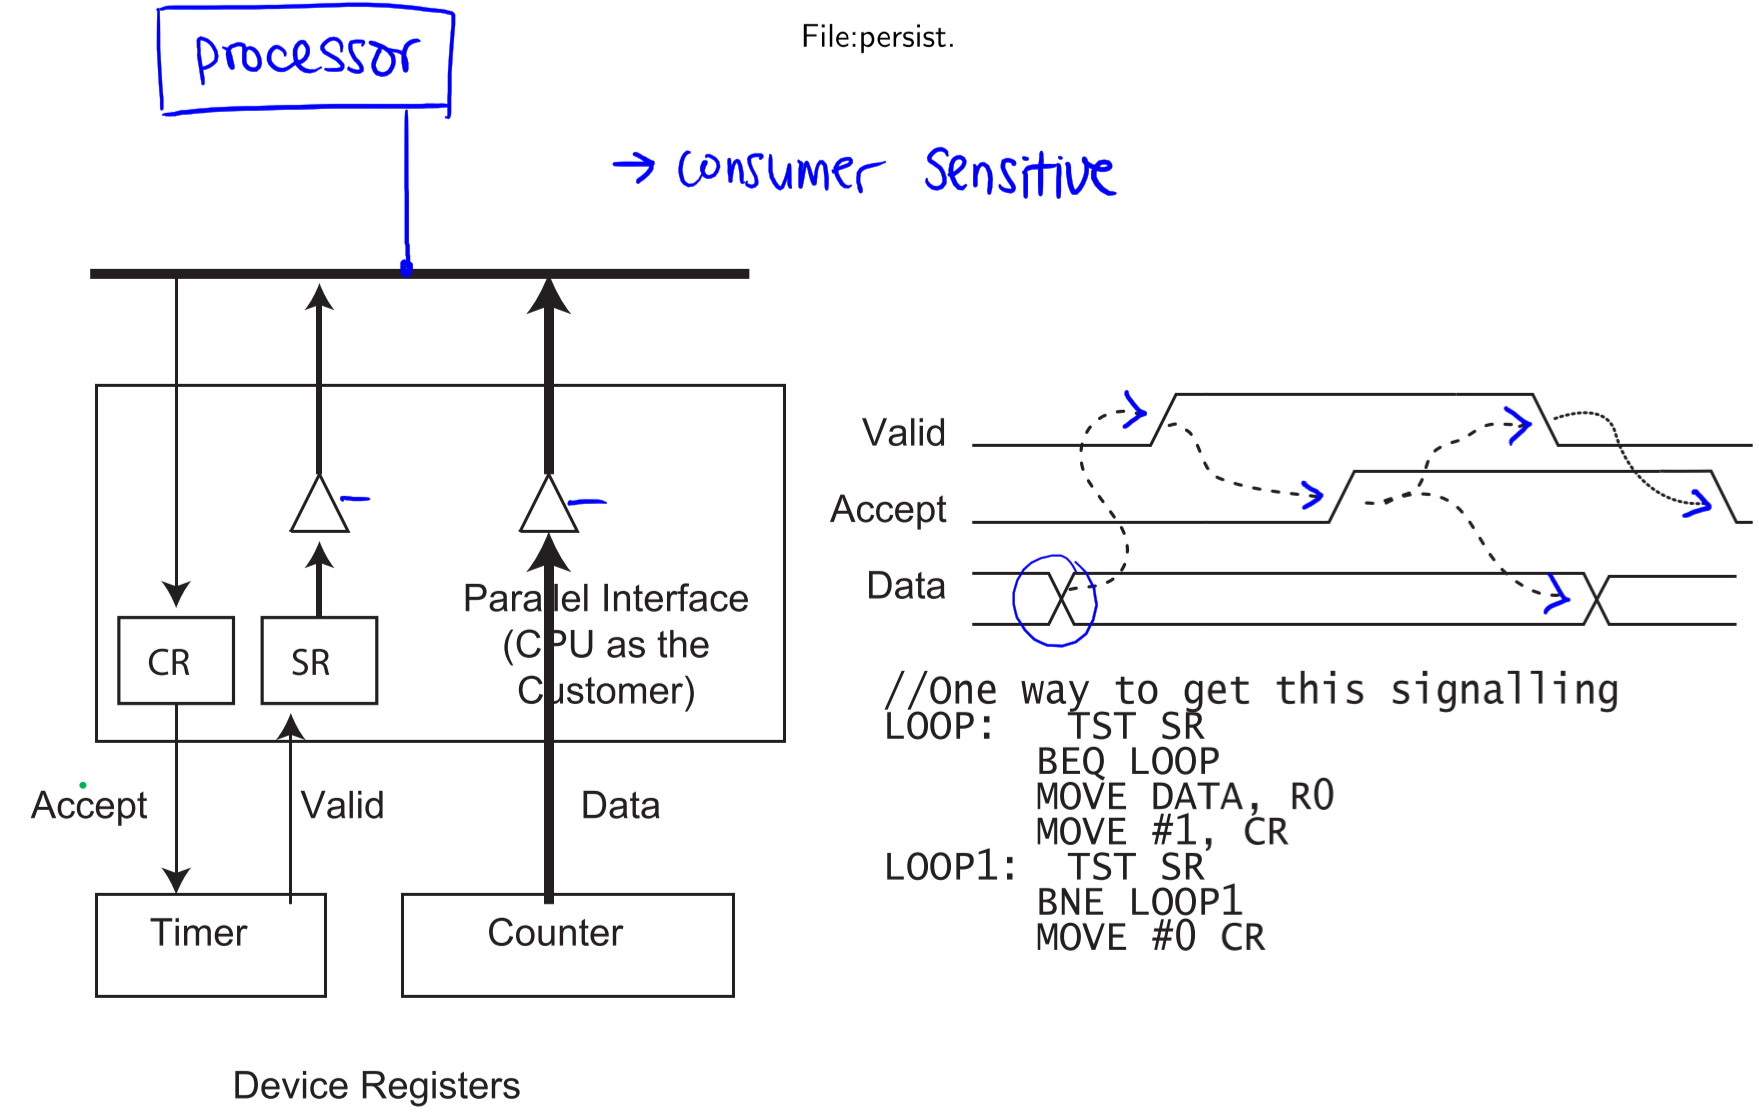 processor
File:persist.
→ consumer sensitive
CR
SR
Parallel Interface
(CPU as the
Customer)
Accept
Valid
Data
Timer
Counter
Device Registers
Valid
Accept
Data
//One way to get this signalling
LOOP: TST SR
BEQ LOOP
MOVE DATA, R0
MOVE #1, CR
LOOP1: TST SR
BNE LOOP1
MOVE #0 CR